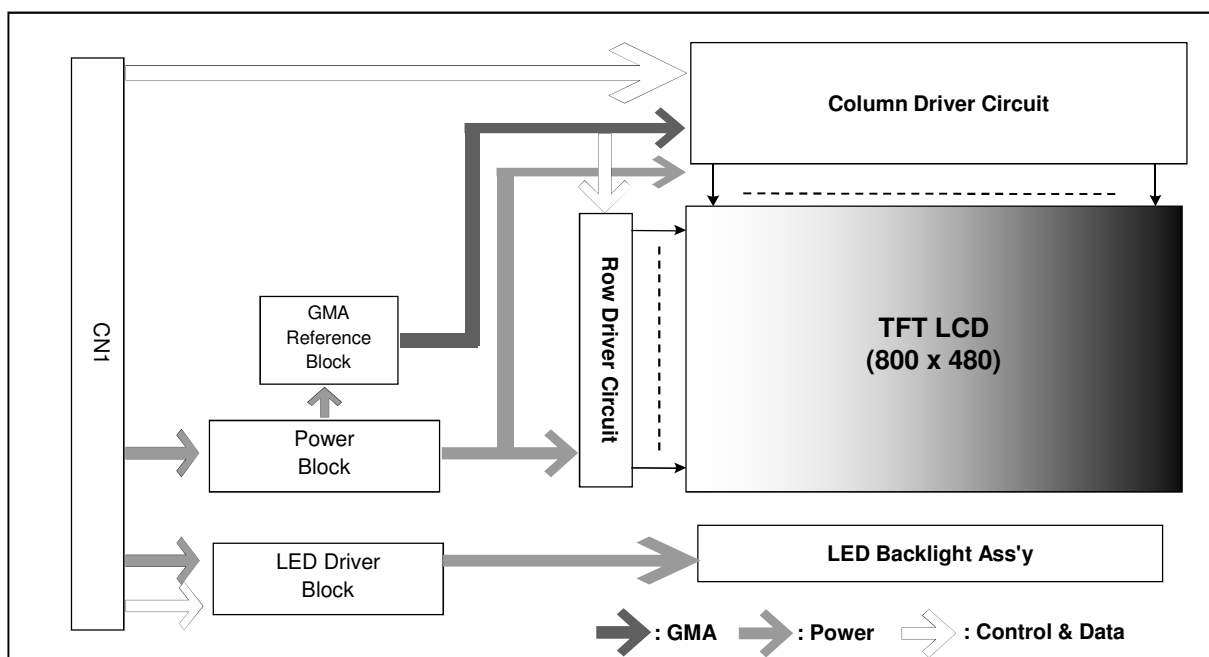 CN1
Column Driver Circuit
GMA
Reference
Block
Row Driver Circuit
TFT LCD
(800 x 480)
Power
Block
LED Driver
Block
LED Backlight Ass'y
: GMA
: Power
: Control & Data